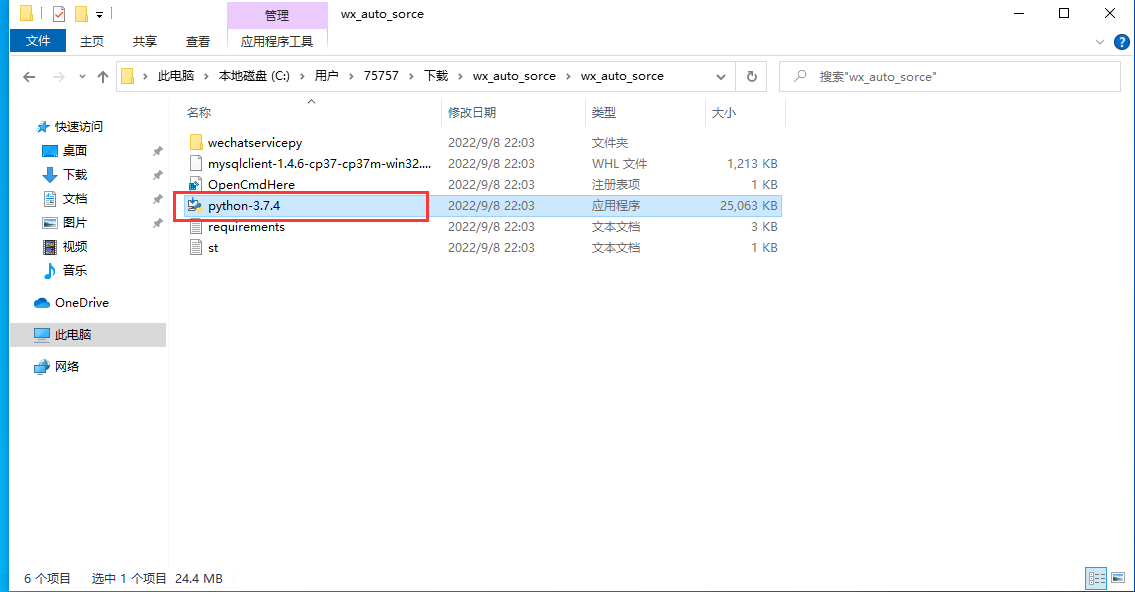 管理
wx_auto_sorce
文件
主页
共享
查看
应用程序工具
此电脑
本地磁盘 (C:)
用户
75757
下载
wx_auto_sorce
wx_auto_sorce
搜索"wx_auto_sorce"
名称
修改日期
类型
大小
快速访问
桌面
下载
文档
图片
视频
音乐
OneDrive
此电脑
网络
wechatservicepy 2022/9/8 22:03 文件夹
mysqlclient-1.4.6-cp37-cp37m-win32.... 2022/9/8 22:03 WHL 文件 1,213 KB
OpenCmdHere 2022/9/8 22:03 注册表项 1 KB
python-3.7.4 2022/9/8 22:03 应用程序 25,063 KB
requirements 2022/9/8 22:03 文本文档 3 KB
st 2022/9/8 22:03 文本文档 1 KB
6 个项目 选中 1 个项目 24.4 MB